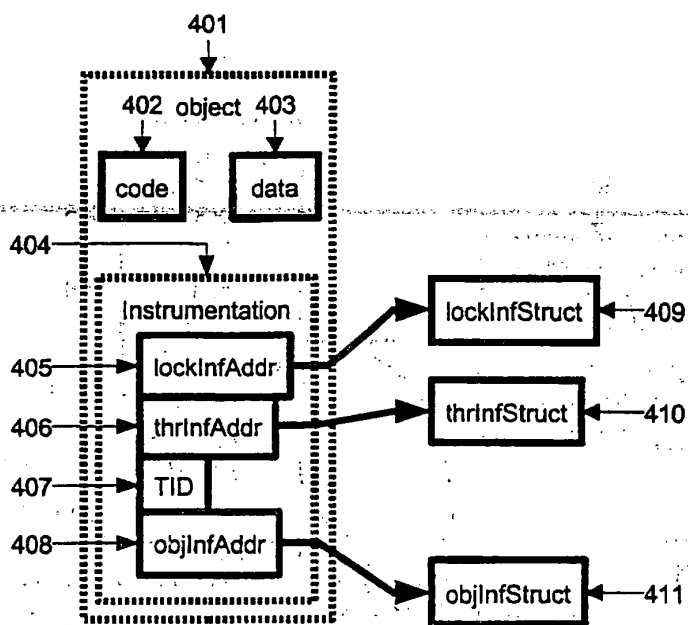 401
402 object 403
code data
404
Instrumentation
lockInfAddr lockInfStruct 409
405
thrInfAddr thrInfStruct 410
406
407 TID
408 objInfAddr
objInfStruct 411